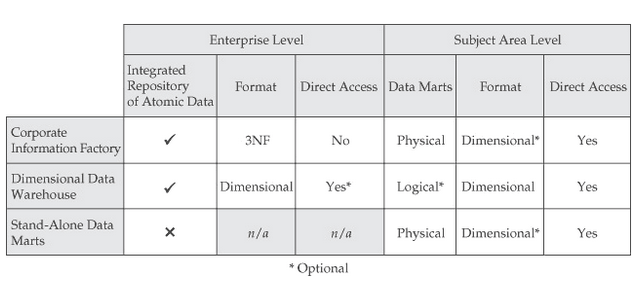 Enterprise Level Subject Area Level
Integrated
Repository
of Atomic Data
Format
Direct Access
Data Marts
Format
Direct Access
Corporate
Information Factory
✓ 3NF No Physical Dimensional* Yes
Dimensional Data
Warehouse
✓ Dimensional Yes* Logical* Dimensional Yes
Stand-Alone Data
Marts
✕ n/a n/a Physical Dimensional* Yes
* Optional